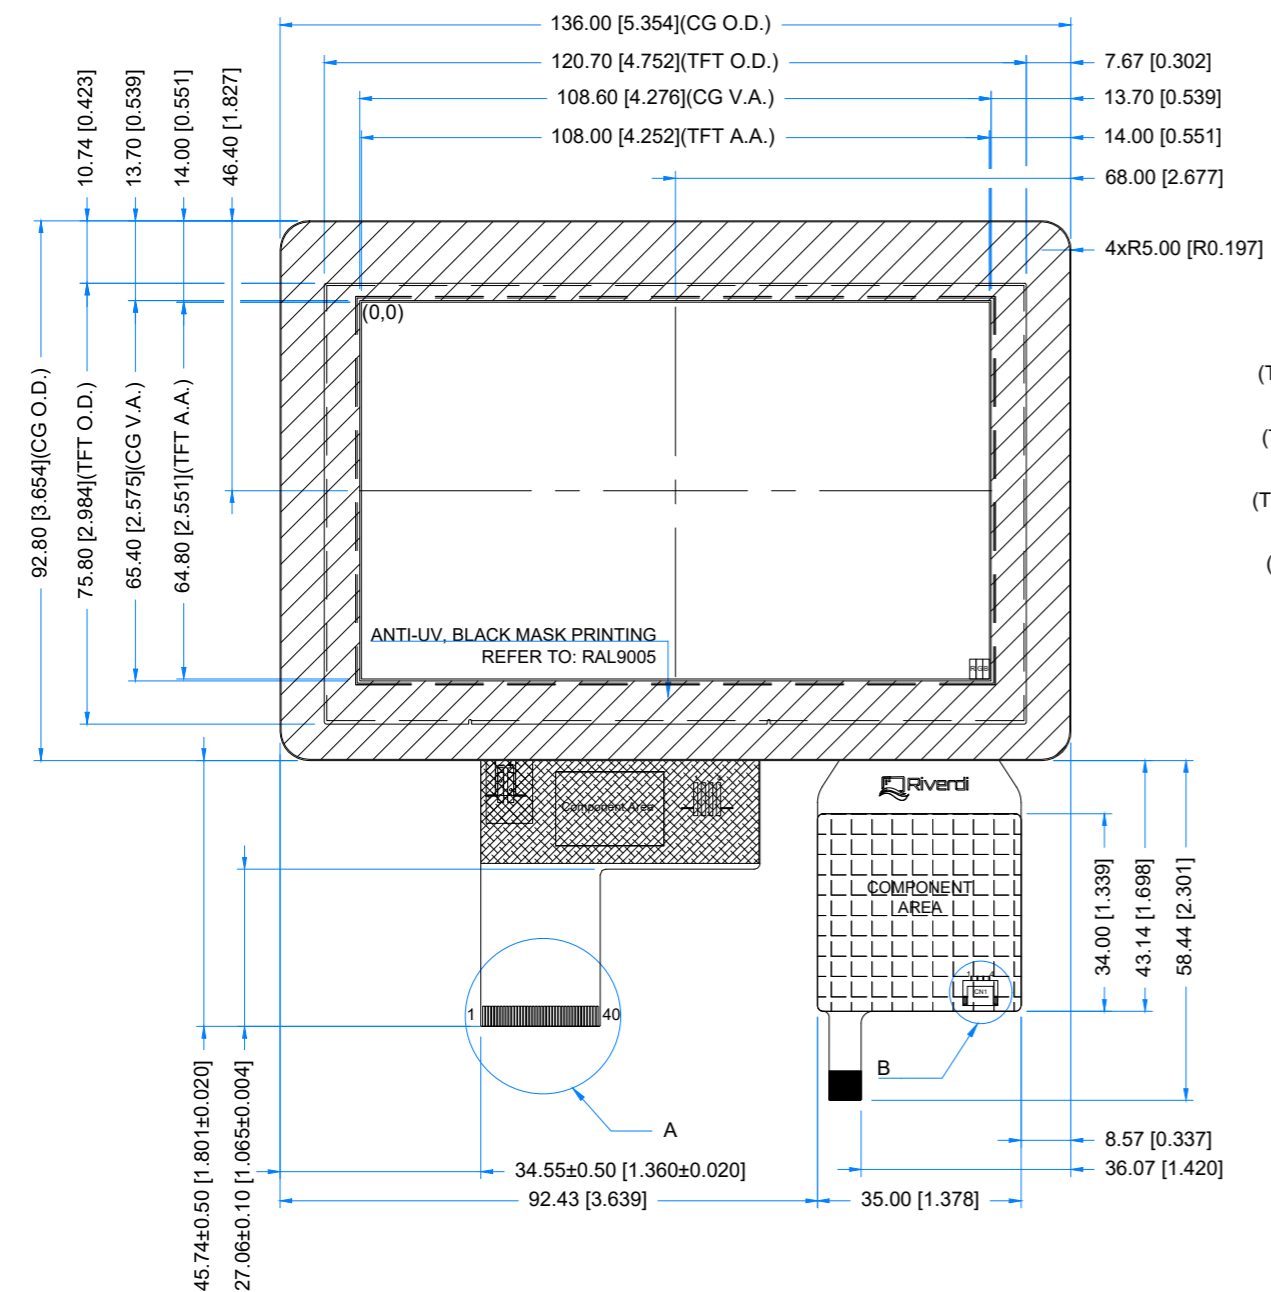 136.00 [5.354](CG O.D.)
120.70 [4.752](TFT O.D.)
7.67 [0.302]
108.60 [4.276](CG V.A.)
13.70 [0.539]
108.00 [4.252](TFT A.A.)
14.00 [0.551]
68.00 [2.677]
10.74 [0.423]
13.70 [0.539]
14.00 [0.551]
46.40 [1.827]
4xR5.00 [R0.197]
(0,0)
92.80 [3.654](CG O.D.)
75.80 [2.984](TFT O.D.)
65.40 [2.575](CG V.A.)
64.80 [2.551](TFT A.A.)
(T
(T
(T
(
ANTI-UV, BLACK MASK PRINTING
REFER TO: RAL9005
R G B
Riverdi
Component Area
COMPONENT
AREA
34.00 [1.339]
43.14 [1.698]
58.44 [2.301]
1 4
CN1
1 40
B
A
45.74±0.50 [1.801±0.020]
27.06±0.10 [1.065±0.004]
8.57 [0.337]
34.55±0.50 [1.360±0.020]
36.07 [1.420]
92.43 [3.639]
35.00 [1.378]